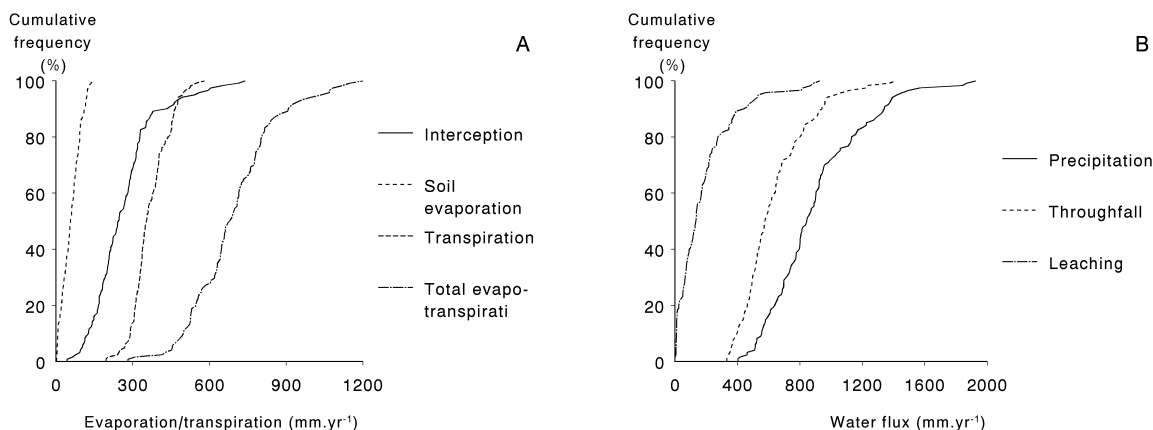 Cumulative
frequency
(%)
A
100
80
60
40
20
0
0 300 600 900 1200
Evaporation/transpiration (mm.yr⁻¹)
Interception
Soil
evaporation
Transpiration
Total evapo-
transpirati
Cumulative
frequency
(%)
B
100
80
60
40
20
0
0 400 800 1200 1600 2000
Water flux (mm.yr⁻¹)
Precipitation
Throughfall
Leaching